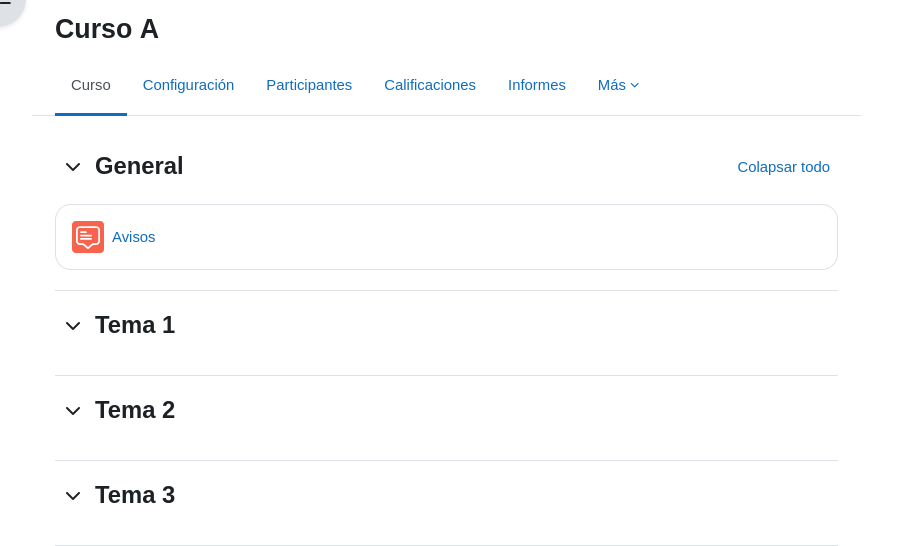 Curso A
Curso Configuración Participantes Calificaciones Informes Más
General Colapsar todo
Avisos
Tema 1
Tema 2
Tema 3